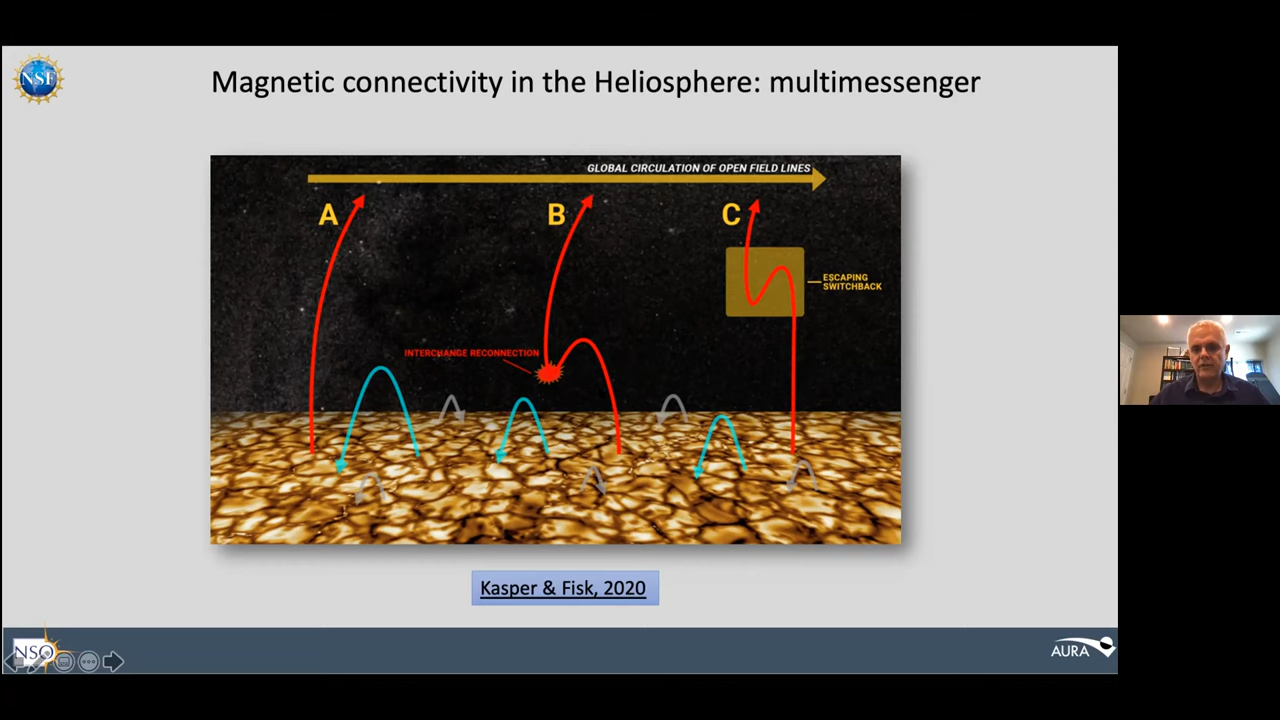 NSF
Magnetic connectivity in the Heliosphere: multimessenger
GLOBAL CIRCULATION OF OPEN FIELD LINES
A
B
C
ESCAPING
SWITCHBACK
INTERCHANGE RECONNECTION
Kasper & Fisk, 2020
NSO
AURA